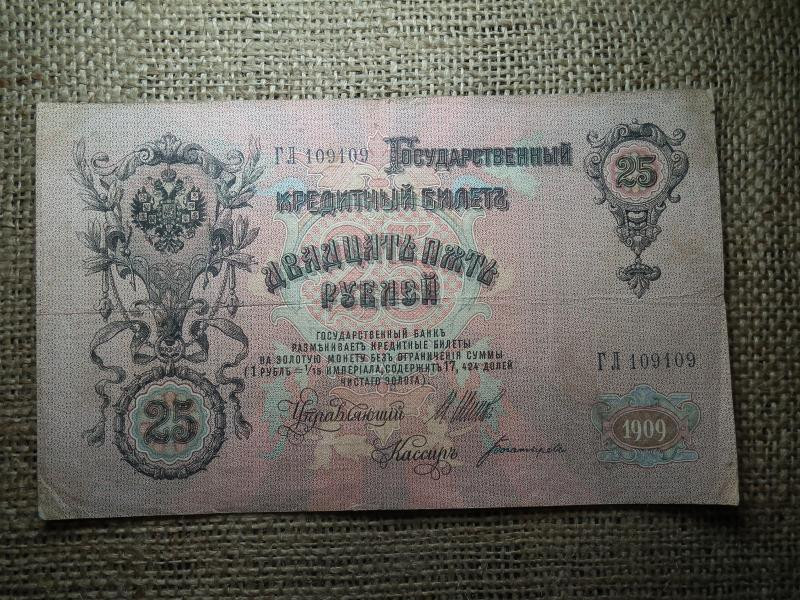 ГЛ 109109 Государственный 25
КРЕДИТНЫЙ БИЛЕТЪ
ДВАДЦАТЬ ПЯТЬ
РУБЛЕЙ
ГОСУДАРСТВЕННЫЙ БАНКЪ
РАЗМѢНИВАЕТЪ КРЕДИТНЫЕ БИЛЕТЫ
НА ЗОЛОТУЮ МОНЕТУ БЕЗЪ ОГРАНИЧЕНІЯ СУММЫ
(1 РУБЛЬ = 1/15 ИМПЕРІАЛА, СОДЕРЖИТЪ 17, 424 ДОЛЕЙ
ЧИСТАГО ЗОЛОТА).
ГЛ 109109
25
Управляющій
1909
Кассиръ